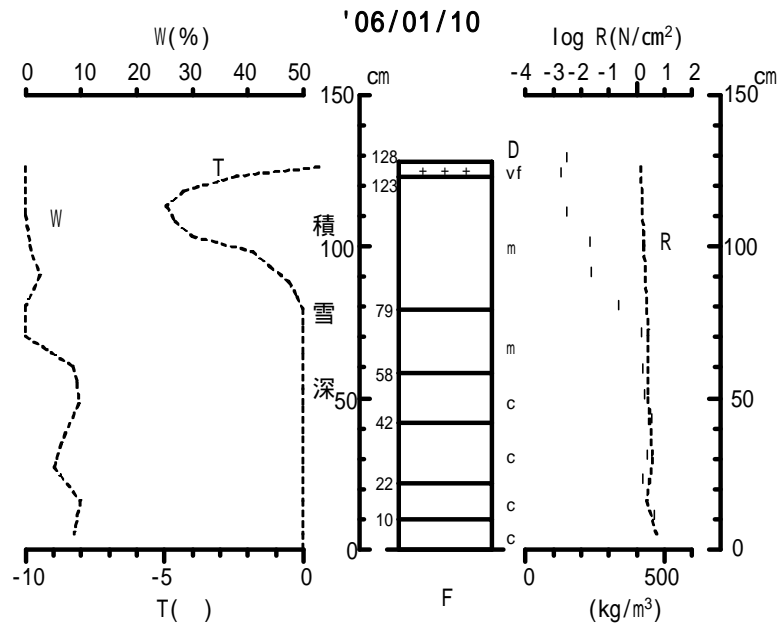 '06/01/10
W(%)
0 10 20 30 40 50
log R(N/cm²)
-4 -3 -2 -1 0 1 2
cm
150
100
50
0
積
雪
深
T
W
-10 -5 0
T( )
128
123
79
58
42
22
10
+ + +
D
vf
m
m
c
c
c
c
F
R
0 500
(kg/m³)
cm
150
100
50
0